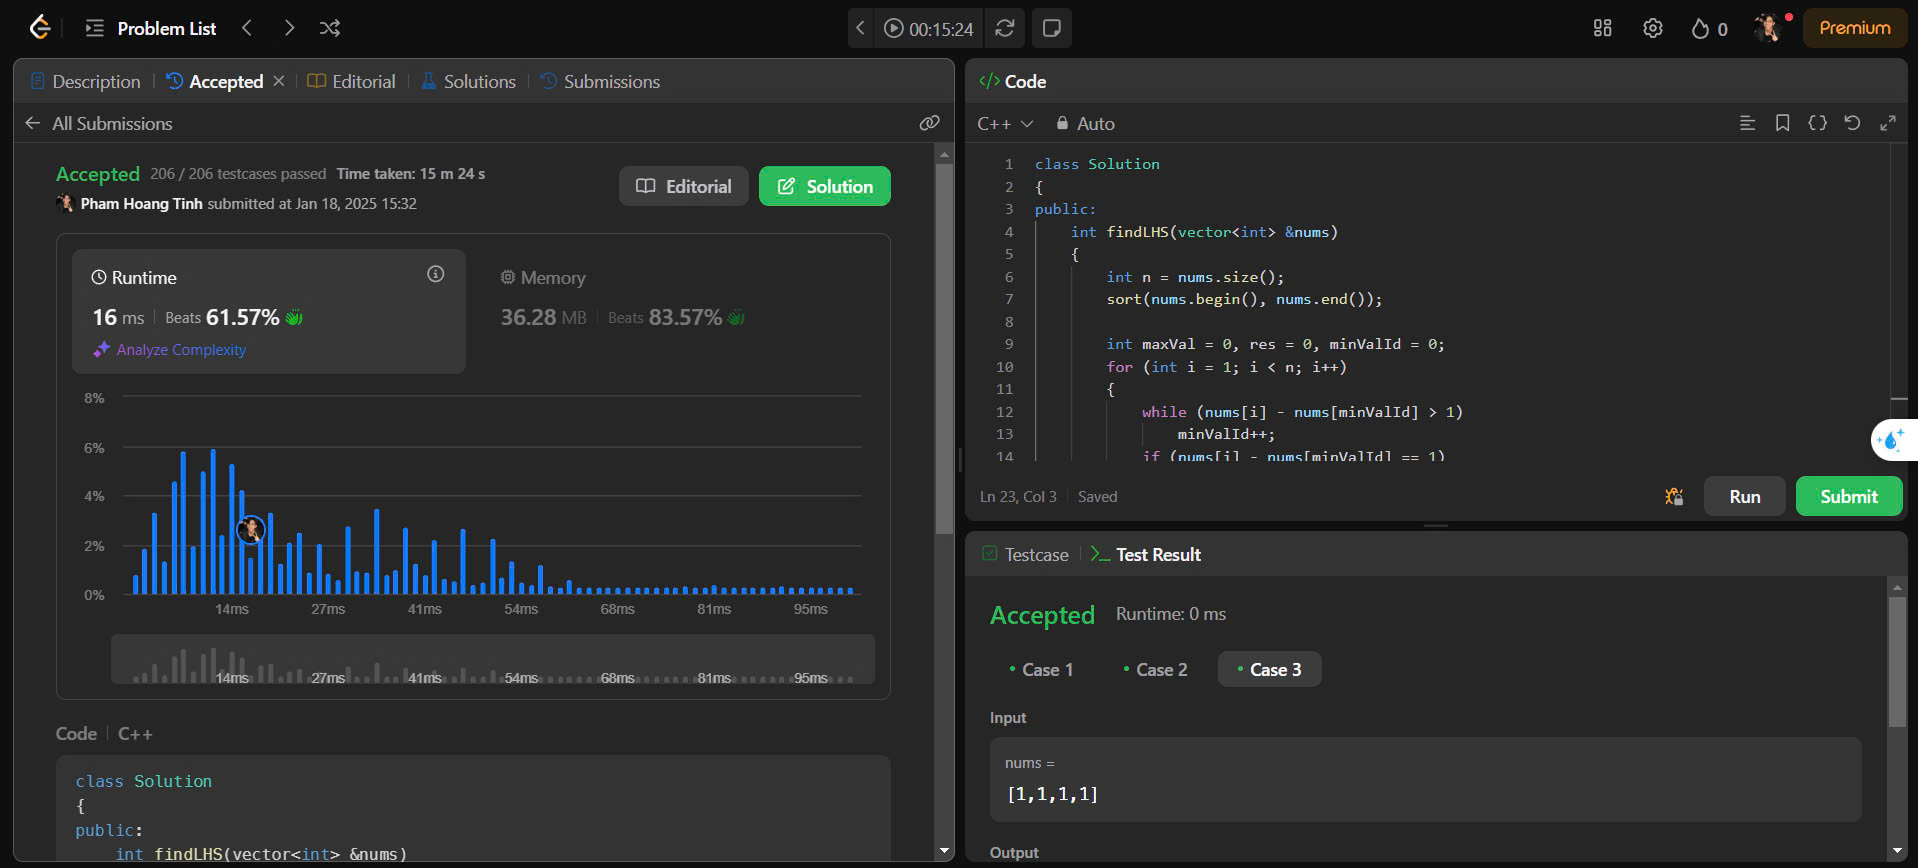 Problem List
00:15:24
0
Premium
Description
Accepted
Editorial
Solutions
Submissions
All Submissions
Accepted 206 / 206 testcases passed Time taken: 15 m 24 s
Pham Hoang Tinh submitted at Jan 18, 2025 15:32
Editorial
Solution
Runtime
16 ms Beats 61.57%
Analyze Complexity
Memory
36.28 MB Beats 83.57%
8%
6%
4%
2%
0%
14ms 27ms 41ms 54ms 68ms 81ms 95ms
14ms 27ms 41ms 54ms 68ms 81ms 95ms
Code C++
class Solution
{
public:
int findLHS(vector<int> &nums)
</> Code
C++ Auto
1 class Solution
2 {
3 public:
4 int findLHS(vector<int> &nums)
5 {
6 int n = nums.size();
7 sort(nums.begin(), nums.end());
8
9 int maxVal = 0, res = 0, minValId = 0;
10 for (int i = 1; i < n; i++)
11 {
12 while (nums[i] - nums[minValId] > 1)
13 minValId++;
14 if (nums[i] - nums[minValId] == 1)
Ln 23, Col 3 Saved
Run
Submit
Testcase
Test Result
Accepted Runtime: 0 ms
Case 1
Case 2
Case 3
Input
nums =
[1,1,1,1]
Output